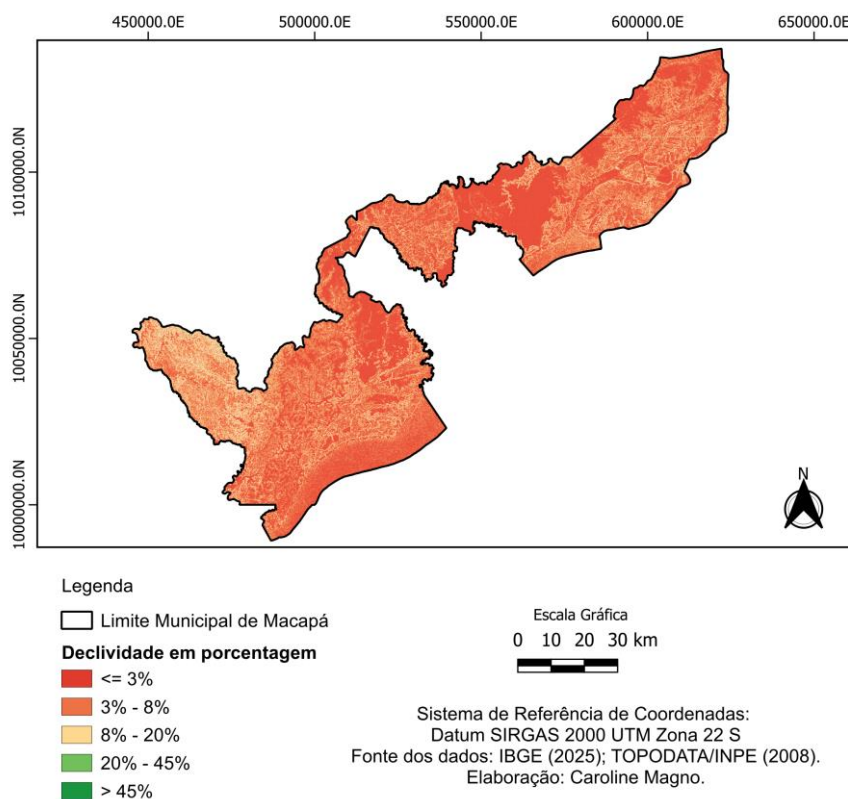 450000.0E 500000.0E 550000.0E 600000.0E 650000.0E
10100000.0N
10050000.0N
10000000.0N
N
Legenda
Limite Municipal de Macapá
Declividade em porcentagem
<= 3%
3% - 8%
8% - 20%
20% - 45%
> 45%
Escala Gráfica
0 10 20 30 km
Sistema de Referência de Coordenadas:
Datum SIRGAS 2000 UTM Zona 22 S
Fonte dos dados: IBGE (2025); TOPODATA/INPE (2008).
Elaboração: Caroline Magno.